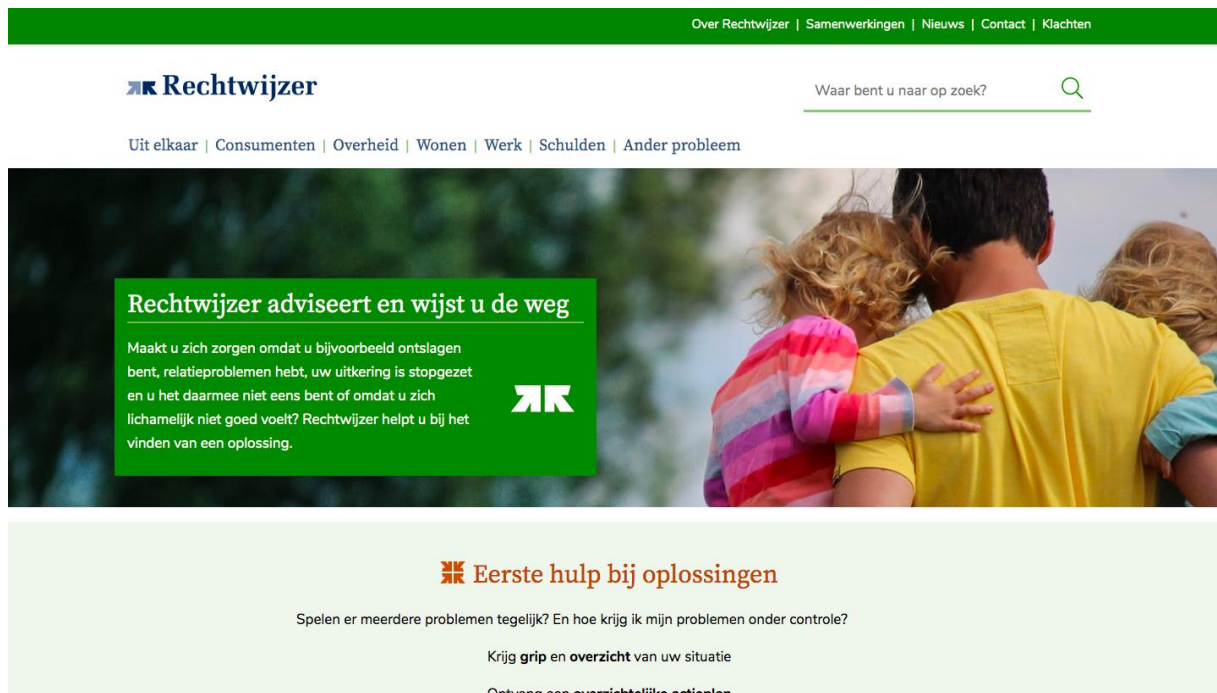 Over Rechtwijzer | Samenwerkingen | Nieuws | Contact | Klachten
Rechtwijzer
Waar bent u naar op zoek?
Uit elkaar | Consumenten | Overheid | Wonen | Werk | Schulden | Ander probleem
Rechtwijzer adviseert en wijst u de weg
Maakt u zich zorgen omdat u bijvoorbeeld ontslagen
bent, relatieproblemen hebt, uw uitkering is stopgezet
en u het daarmee niet eens bent of omdat u zich
lichamelijk niet goed voelt? Rechtwijzer helpt u bij het
vinden van een oplossing.
Eerste hulp bij oplossingen
Spelen er meerdere problemen tegelijk? En hoe krijg ik mijn problemen onder controle?
Krijg grip en overzicht van uw situatie
Ontvang een overzichtelijke actieplan